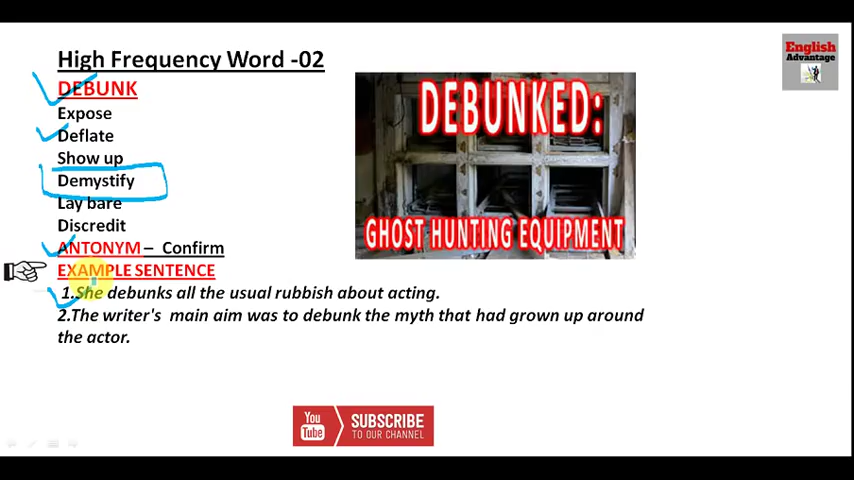 High Frequency Word -02
DEBUNK
Expose
Deflate
Show up
Demystify
Lay bare
Discredit
ANTONYM – Confirm
EXAMPLE SENTENCE
1.She debunks all the usual rubbish about acting.
2.The writer's main aim was to debunk the myth that had grown up around
the actor.
DEBUNKED:
GHOST HUNTING EQUIPMENT
English
Advantage
You
Tube
SUBSCRIBE
TO OUR CHANNEL